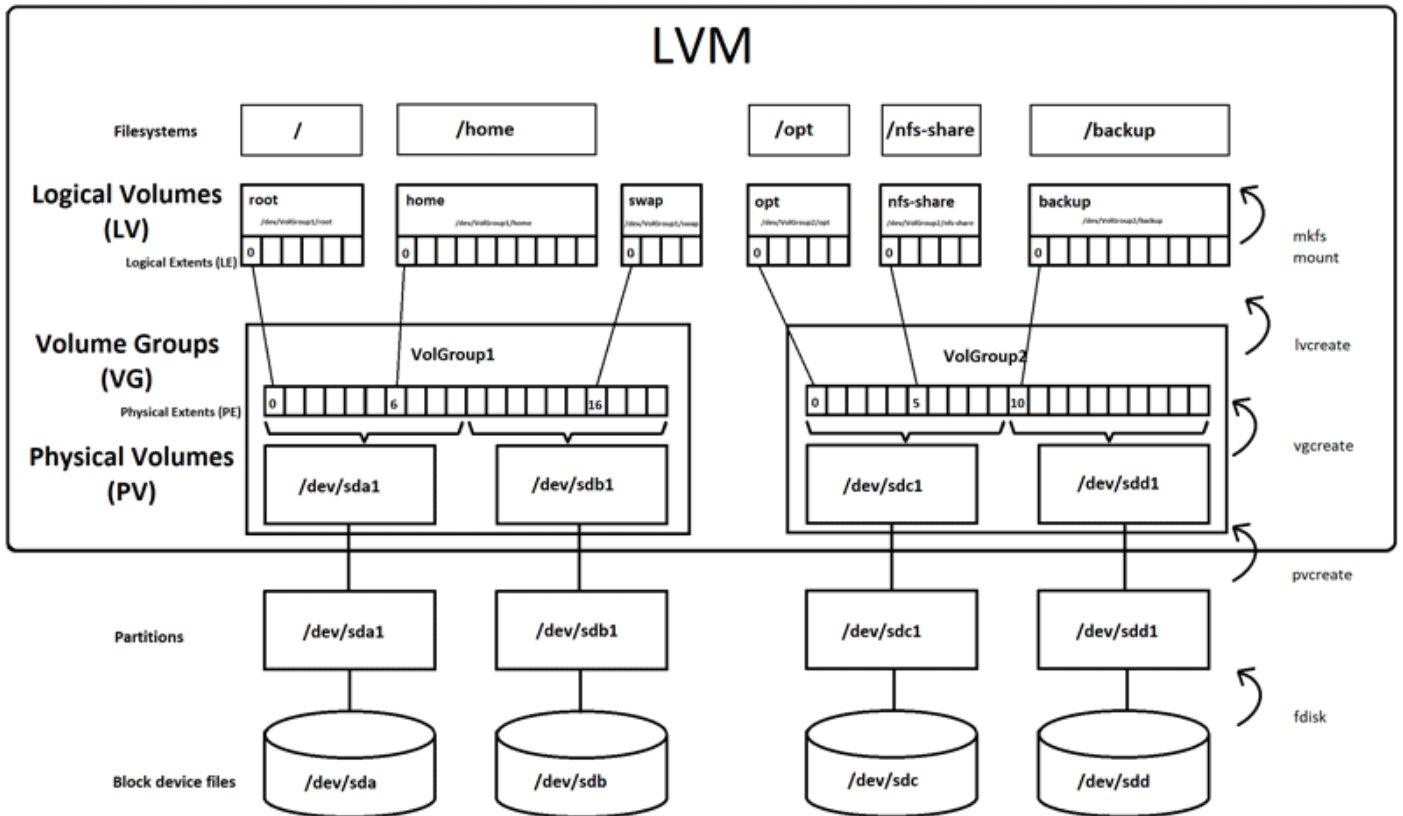 LVM
Filesystems
/
/home
/opt
/nfs-share
/backup
Logical Volumes
(LV)
root
/dev/VolGroup1/root
home
/dev/VolGroup1/home
swap
/dev/VolGroup1/swap
opt
/dev/VolGroup2/opt
nfs-share
/dev/VolGroup2/nfs-share
backup
/dev/VolGroup2/backup
Logical Extents (LE)
0
0
0
0
0
0
mkfs
mount
Volume Groups
(VG)
VolGroup1
VolGroup2
lvcreate
Physical Extents (PE)
0
6
16
0
5
10
Physical Volumes
(PV)
/dev/sda1
/dev/sdb1
/dev/sdc1
/dev/sdd1
vgcreate
pvcreate
Partitions
/dev/sda1
/dev/sdb1
/dev/sdc1
/dev/sdd1
fdisk
Block device files
/dev/sda
/dev/sdb
/dev/sdc
/dev/sdd